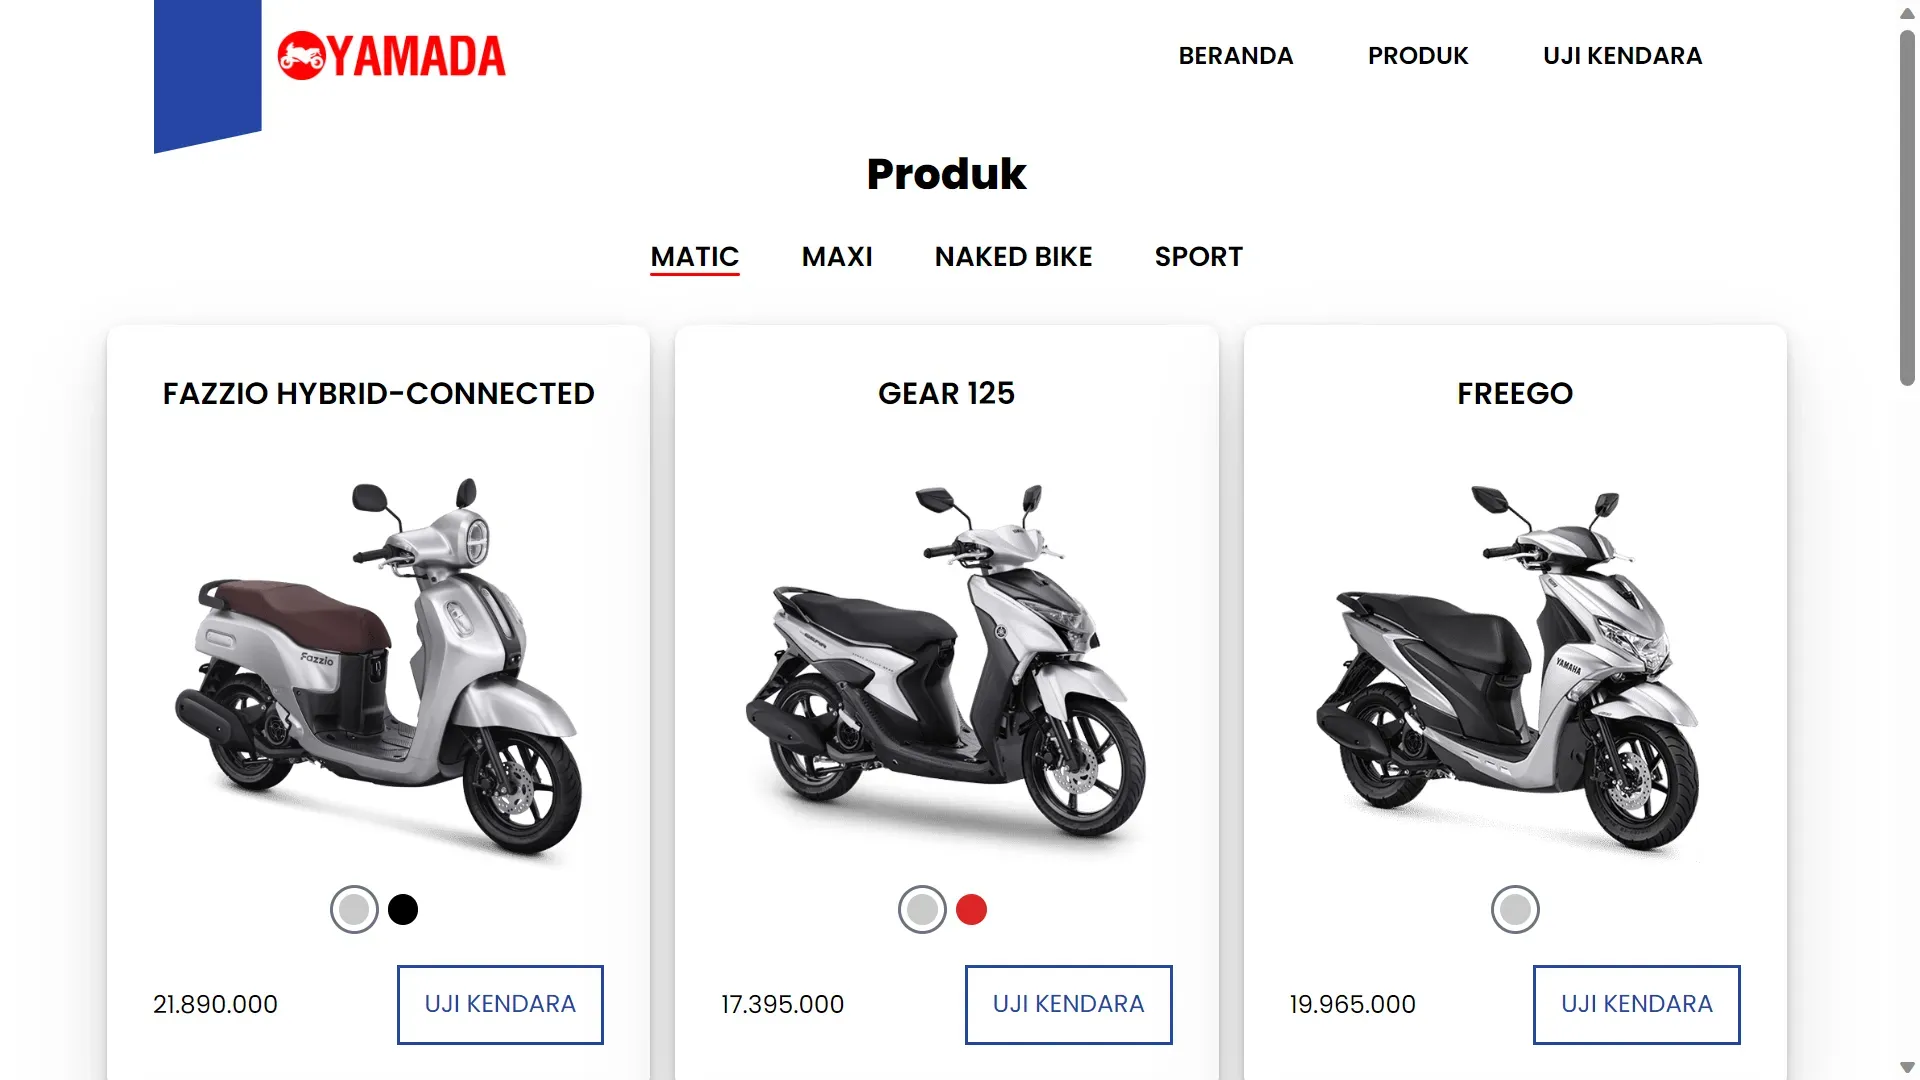 YAMADA
BERANDA PRODUK UJI KENDARA
Produk
MATIC MAXI NAKED BIKE SPORT
FAZZIO HYBRID-CONNECTED
GEAR 125
FREEGO
Fazzio
YAMAHA
21.890.000 UJI KENDARA
17.395.000 UJI KENDARA
19.965.000 UJI KENDARA